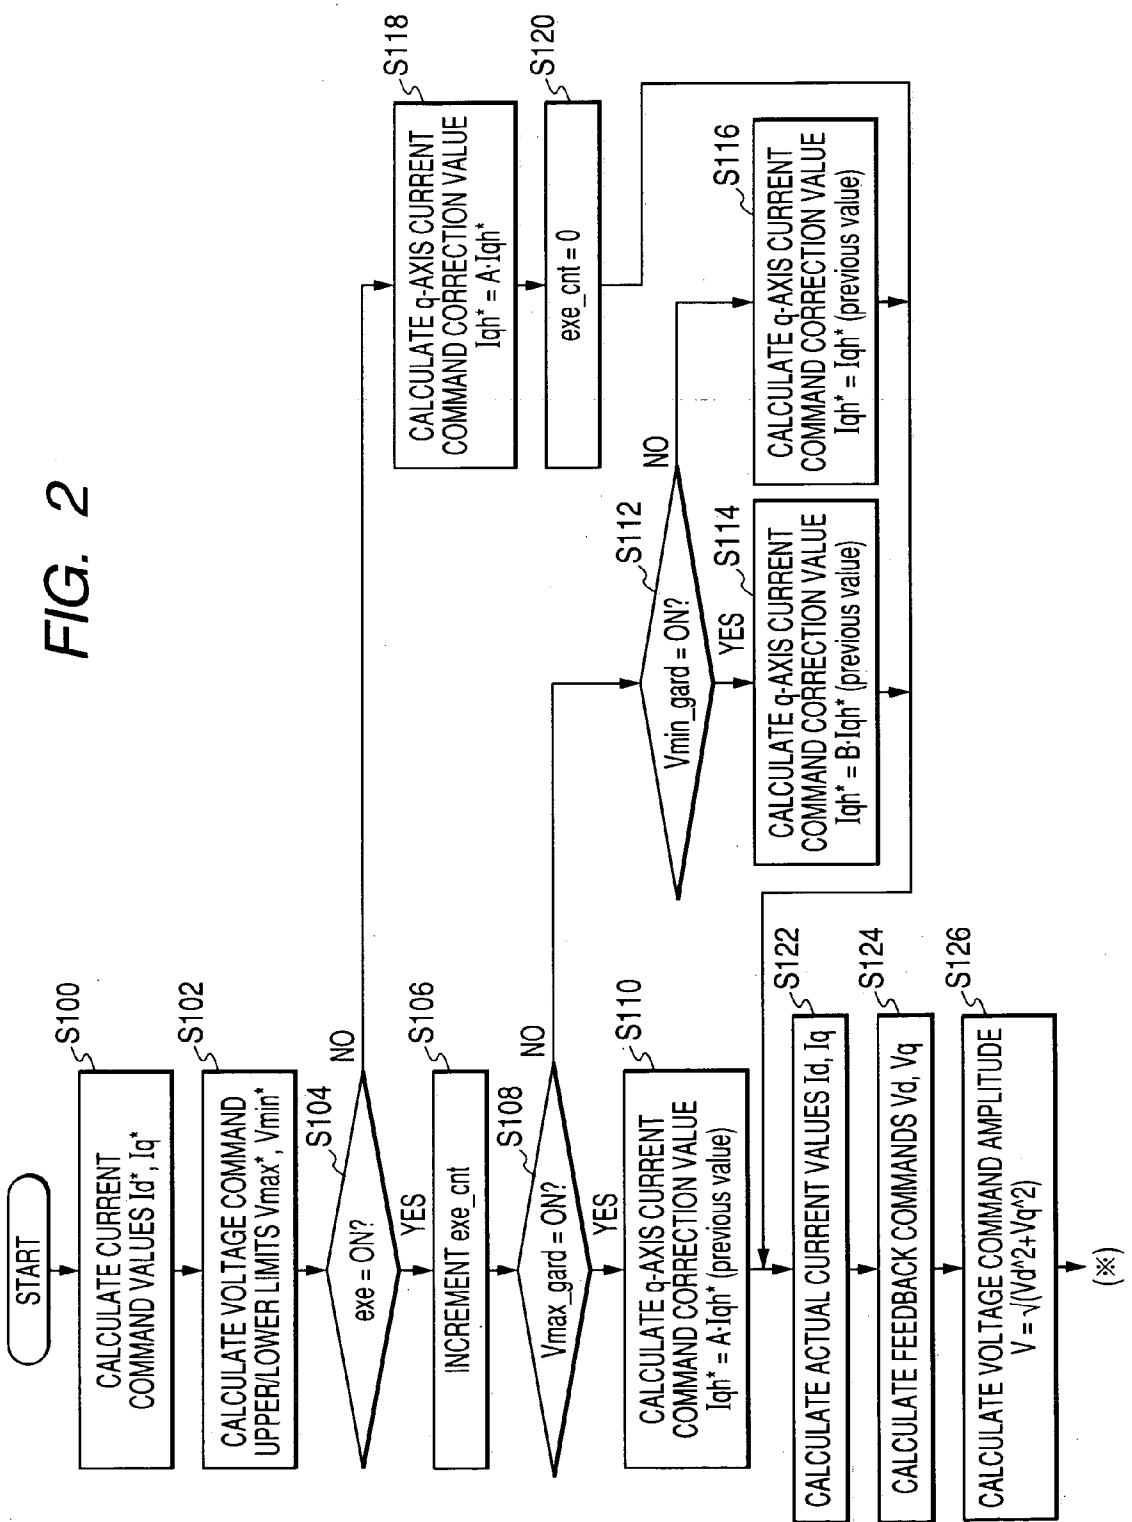 FIG. 2
START
S100
CALCULATE CURRENT
COMMAND VALUES Id*, Iq*
S102
CALCULATE VOLTAGE COMMAND
UPPER/LOWER LIMITS Vmax*, Vmin*
S104
exe = ON?
NO
YES
S106
INCREMENT exe_cnt
S108
Vmax_gard = ON?
NO
YES
S110
CALCULATE q-AXIS CURRENT
COMMAND CORRECTION VALUE
Iqh* = A·Iqh* (previous value)
S112
Vmin_gard = ON?
NO
YES
S114
CALCULATE q-AXIS CURRENT
COMMAND CORRECTION VALUE
Iqh* = B·Iqh* (previous value)
S116
CALCULATE q-AXIS CURRENT
COMMAND CORRECTION VALUE
Iqh* = Iqh* (previous value)
S118
CALCULATE q-AXIS CURRENT
COMMAND CORRECTION VALUE
Iqh* = A·Iqh*
S120
exe_cnt = 0
S122
CALCULATE ACTUAL CURRENT VALUES Id, Iq
S124
CALCULATE FEEDBACK COMMANDS Vd, Vq
S126
CALCULATE VOLTAGE COMMAND AMPLITUDE
V = √(Vd^2+Vq^2)
(※)